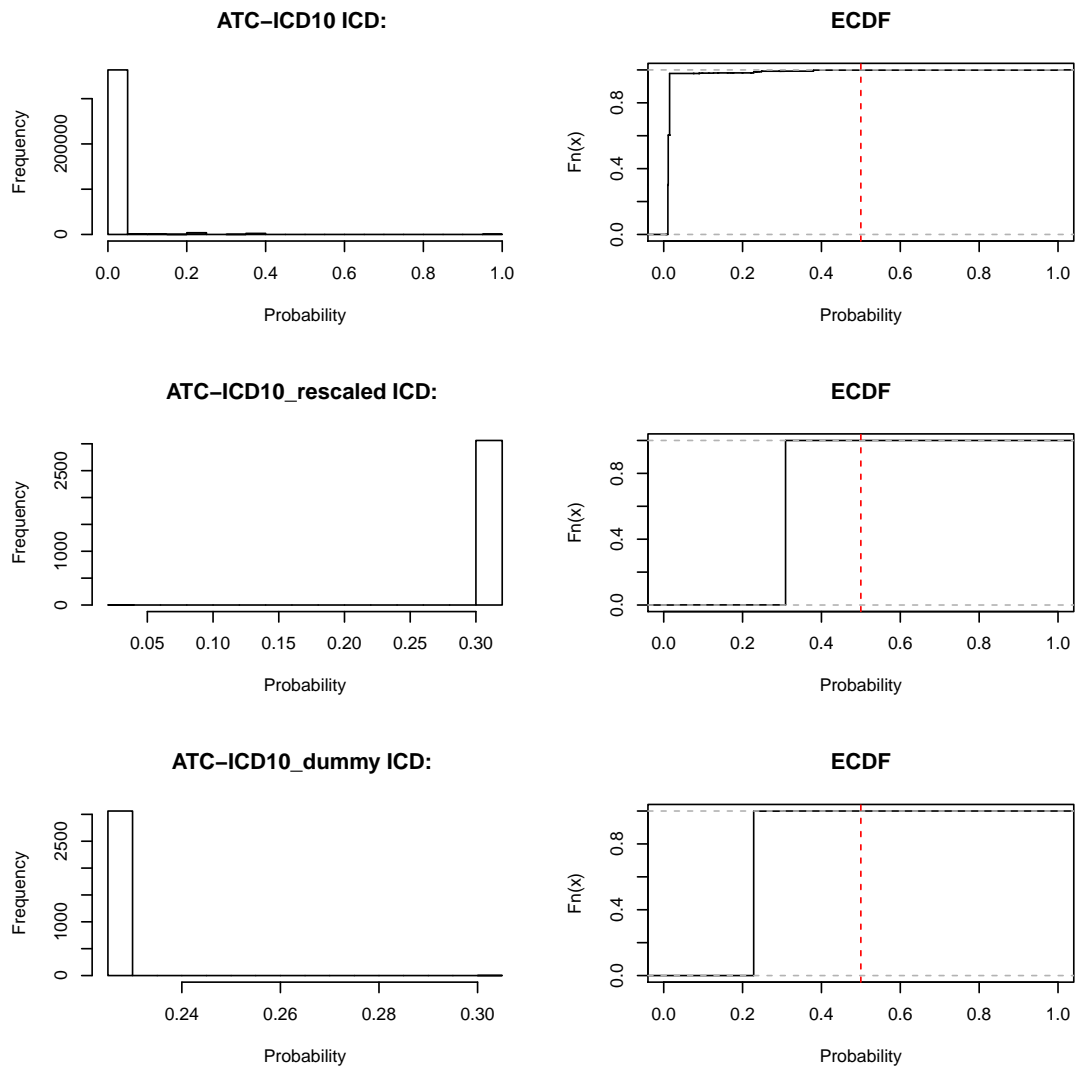 ATC−ICD10 ICD:
Frequency
0
200000
0.0 0.2 0.4 0.6 0.8 1.0
Probability
ECDF
Fn(x)
0.0 0.4 0.8
0.0 0.2 0.4 0.6 0.8 1.0
Probability
ATC−ICD10_rescaled ICD:
Frequency
0 1000 2500
0.05 0.10 0.15 0.20 0.25 0.30
Probability
ECDF
Fn(x)
0.0 0.4 0.8
0.0 0.2 0.4 0.6 0.8 1.0
Probability
ATC−ICD10_dummy ICD:
Frequency
0 1000 2500
0.24 0.26 0.28 0.30
Probability
ECDF
Fn(x)
0.0 0.4 0.8
0.0 0.2 0.4 0.6 0.8 1.0
Probability